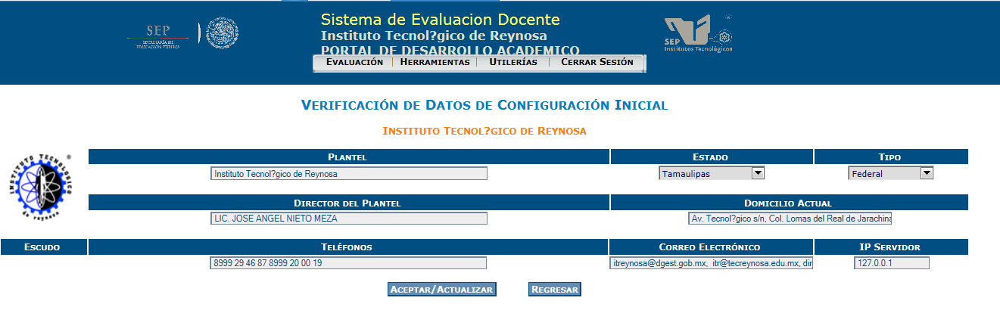 SEP
SECRETARÍA DE
EDUCACIÓN PÚBLICA
Sistema de Evaluacion Docente
Instituto Tecnol?gico de Reynosa
PORTAL DE DESARROLLO ACADEMICO
SEP
Institutos Tecnológicos
EVALUACIÓN HERRAMIENTAS UTILERÍAS CERRAR SESIÓN
VERIFICACIÓN DE DATOS DE CONFIGURACIÓN INICIAL
INSTITUTO TECNOL?GICO DE REYNOSA
INSTITUTO TECNOLOGICO
de reynosa
PLANTEL ESTADO TIPO
Instituto Tecnol?gico de Reynosa Tamaulipas Federal
DIRECTOR DEL PLANTEL DOMICILIO ACTUAL
LIC. JOSE ANGEL NIETO MEZA Av. Tecnol?gico s/n, Col. Lomas del Real de Jarachina
ESCUDO TELÉFONOS CORREO ELECTRÓNICO IP SERVIDOR
8999 29 46 87 8999 20 00 19 itreynosa@dgest.gob.mx, itr@tecreynosa.edu.mx, dir 127.0.0.1
ACEPTAR/ACTUALIZAR REGRESAR